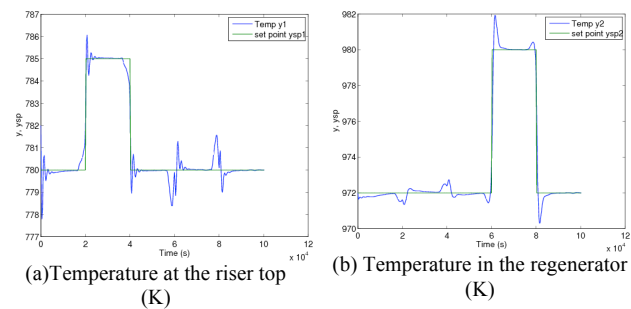 787
786
785
784
783
782
781
780
779
778
777
y, ysp
Temp y1
set point ysp1
0 2 4 6 8 10 12
Time (s)
x 10^4
(a)Temperature at the riser top
(K)
982
980
978
976
974
972
970
y, ysp
Temp y2
set point ysp2
0 2 4 6 8 10 12
Time (s)
x 10^4
(b) Temperature in the regenerator
(K)